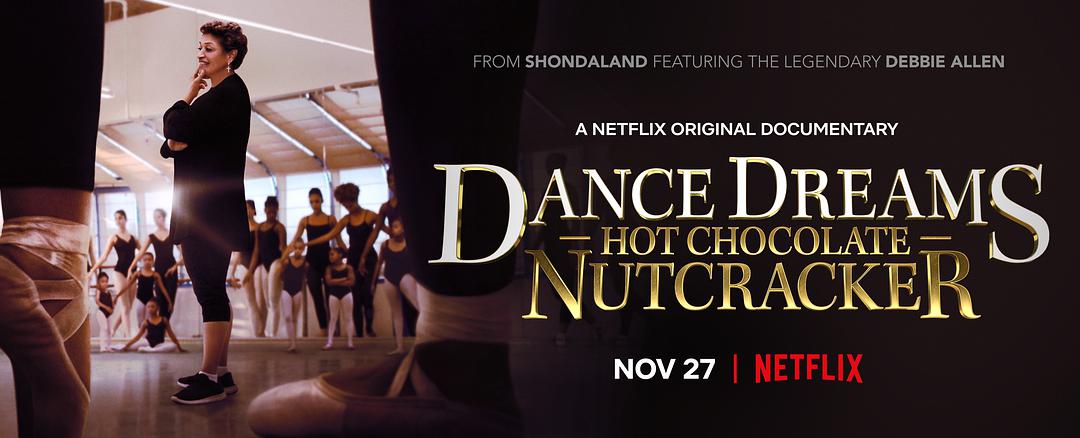 FROM SHONDALAND FEATURING THE LEGENDARY DEBBIE ALLEN
A NETFLIX ORIGINAL DOCUMENTARY
DANCE DREAMS
HOT CHOCOLATE
NUTCRACKER
NOV 27 | NETFLIX